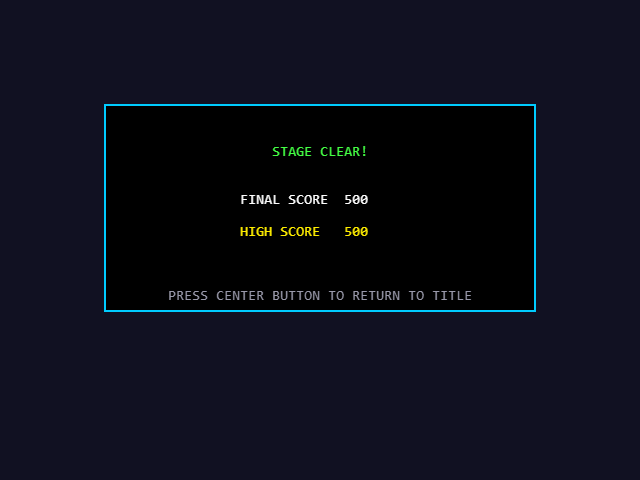 STAGE CLEAR!
FINAL SCORE  500
HIGH SCORE   500
PRESS CENTER BUTTON TO RETURN TO TITLE